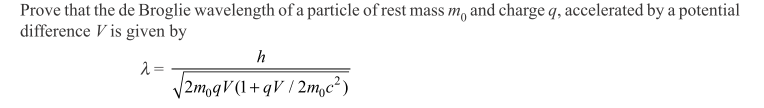 Prove that the de Broglie wavelength of a particle of rest mass m₀ and charge q, accelerated by a potential
difference V is given by
λ = h / √(2m₀qV(1 + qV / 2m₀c²))